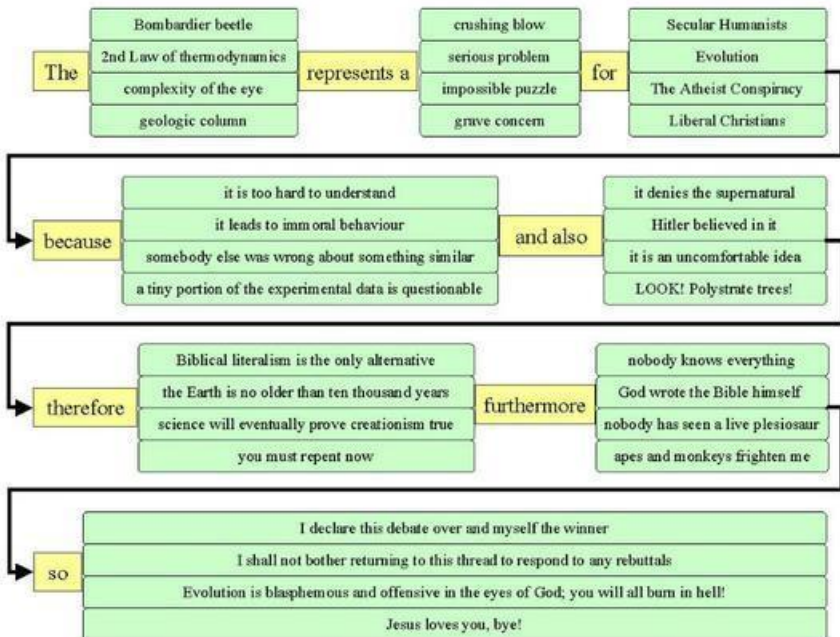 The
Bombardier beetle
2nd Law of thermodynamics
complexity of the eye
geologic column
represents a
crushing blow
serious problem
impossible puzzle
grave concern
for
Secular Humanists
Evolution
The Atheist Conspiracy
Liberal Christians
because
it is too hard to understand
it leads to immoral behaviour
somebody else was wrong about something similar
a tiny portion of the experimental data is questionable
and also
it denies the supernatural
Hitler believed in it
it is an uncomfortable idea
LOOK! Polystrate trees!
therefore
Biblical literalism is the only alternative
the Earth is no older than ten thousand years
science will eventually prove creationism true
you must repent now
furthermore
nobody knows everything
God wrote the Bible himself
nobody has seen a live plesiosaur
apes and monkeys frighten me
so
I declare this debate over and myself the winner
I shall not bother returning to this thread to respond to any rebuttals
Evolution is blasphemous and offensive in the eyes of God; you will all burn in hell!
Jesus loves you, bye!